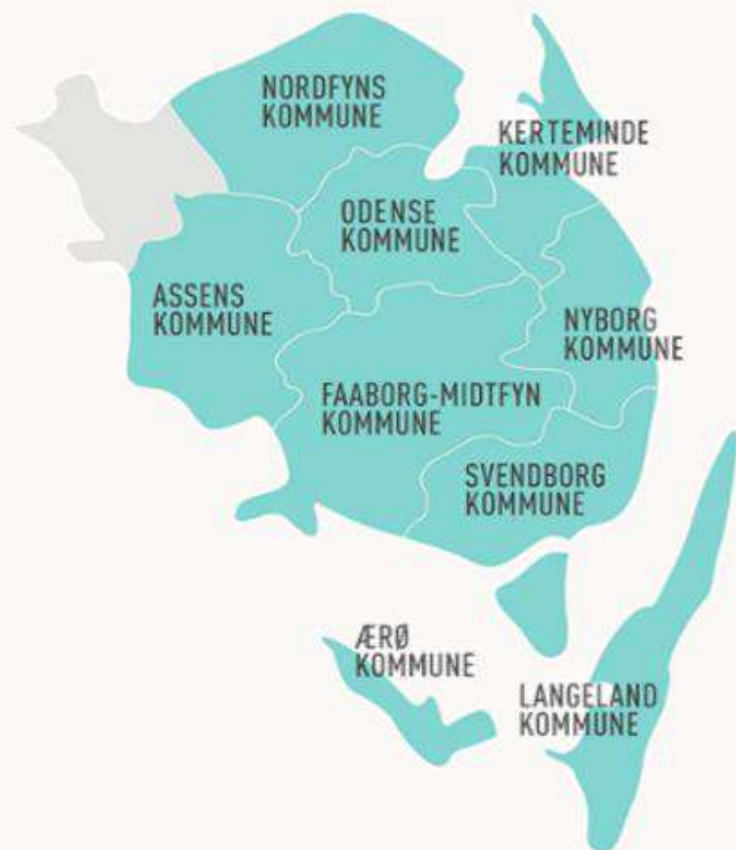 NORDFYNS
KOMMUNE
KERTEMINDE
KOMMUNE
ODENSE
KOMMUNE
ASSENS
KOMMUNE
NYBORG
KOMMUNE
FAABORG-MIDTFYN
KOMMUNE
SVENDBORG
KOMMUNE
ÆRØ
KOMMUNE
LANGELAND
KOMMUNE